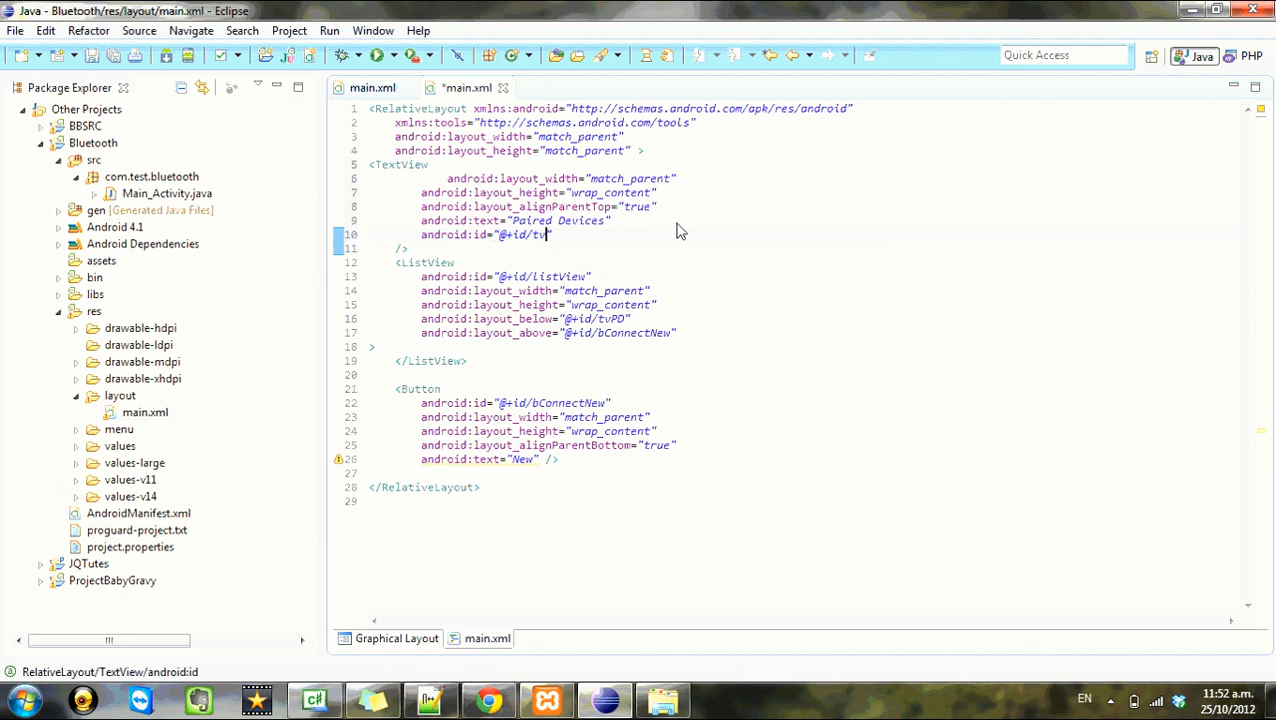 Java - Bluetooth/res/layout/main.xml - Eclipse
File Edit Refactor Source Navigate Search Project Run Window Help
Quick Access
Java
PHP
Package Explorer
Other Projects
BBSRC
Bluetooth
src
com.test.bluetooth
Main_Activity.java
gen [Generated Java Files]
Android 4.1
Android Dependencies
assets
bin
libs
res
drawable-hdpi
drawable-ldpi
drawable-mdpi
drawable-xhdpi
layout
main.xml
menu
values
values-large
values-v11
values-v14
AndroidManifest.xml
proguard-project.txt
project.properties
JQTutes
ProjectBabyGravy
main.xml
*main.xml
1 <RelativeLayout xmlns:android="http://schemas.android.com/apk/res/android"
2 xmlns:tools="http://schemas.android.com/tools"
3 android:layout_width="match_parent"
4 android:layout_height="match_parent" >
5 <TextView
6 android:layout_width="match_parent"
7 android:layout_height="wrap_content"
8 android:layout_alignParentTop="true"
9 android:text="Paired Devices"
10 android:id="@+id/tv"
11 />
12 <ListView
13 android:id="@+id/listView"
14 android:layout_width="match_parent"
15 android:layout_height="wrap_content"
16 android:layout_below="@+id/tvPD"
17 android:layout_above="@+id/bConnectNew"
18 >
19 </ListView>
20
21 <Button
22 android:id="@+id/bConnectNew"
23 android:layout_width="match_parent"
24 android:layout_height="wrap_content"
25 android:layout_alignParentBottom="true"
26 android:text="New" />
27
28 </RelativeLayout>
29
Graphical Layout
main.xml
RelativeLayout/TextView/android:id
EN
11:52 a.m.
25/10/2012